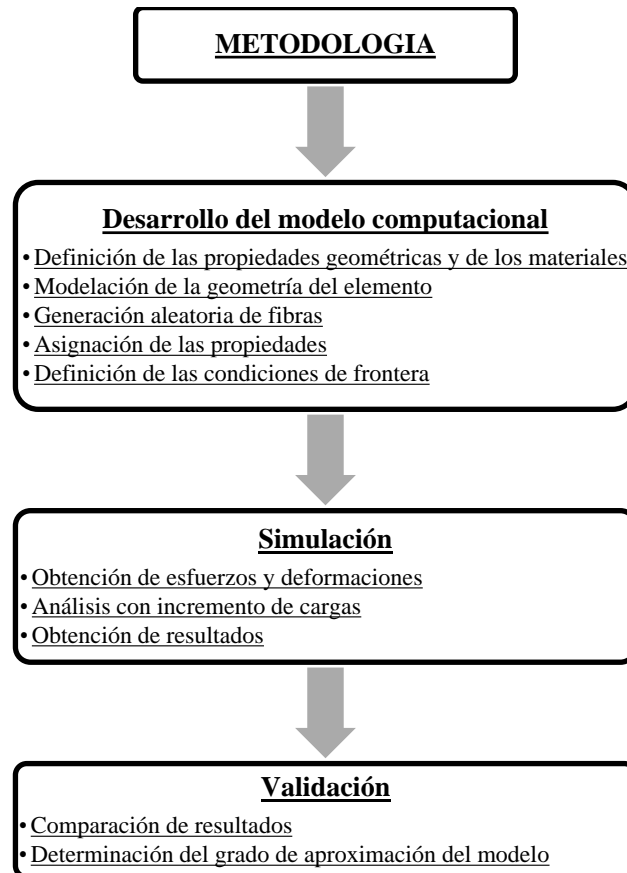 METODOLOGIA
Desarrollo del modelo computacional
• Definición de las propiedades geométricas y de los materiales
• Modelación de la geometría del elemento
• Generación aleatoria de fibras
• Asignación de las propiedades
• Definición de las condiciones de frontera
Simulación
• Obtención de esfuerzos y deformaciones
• Análisis con incremento de cargas
• Obtención de resultados
Validación
• Comparación de resultados
• Determinación del grado de aproximación del modelo